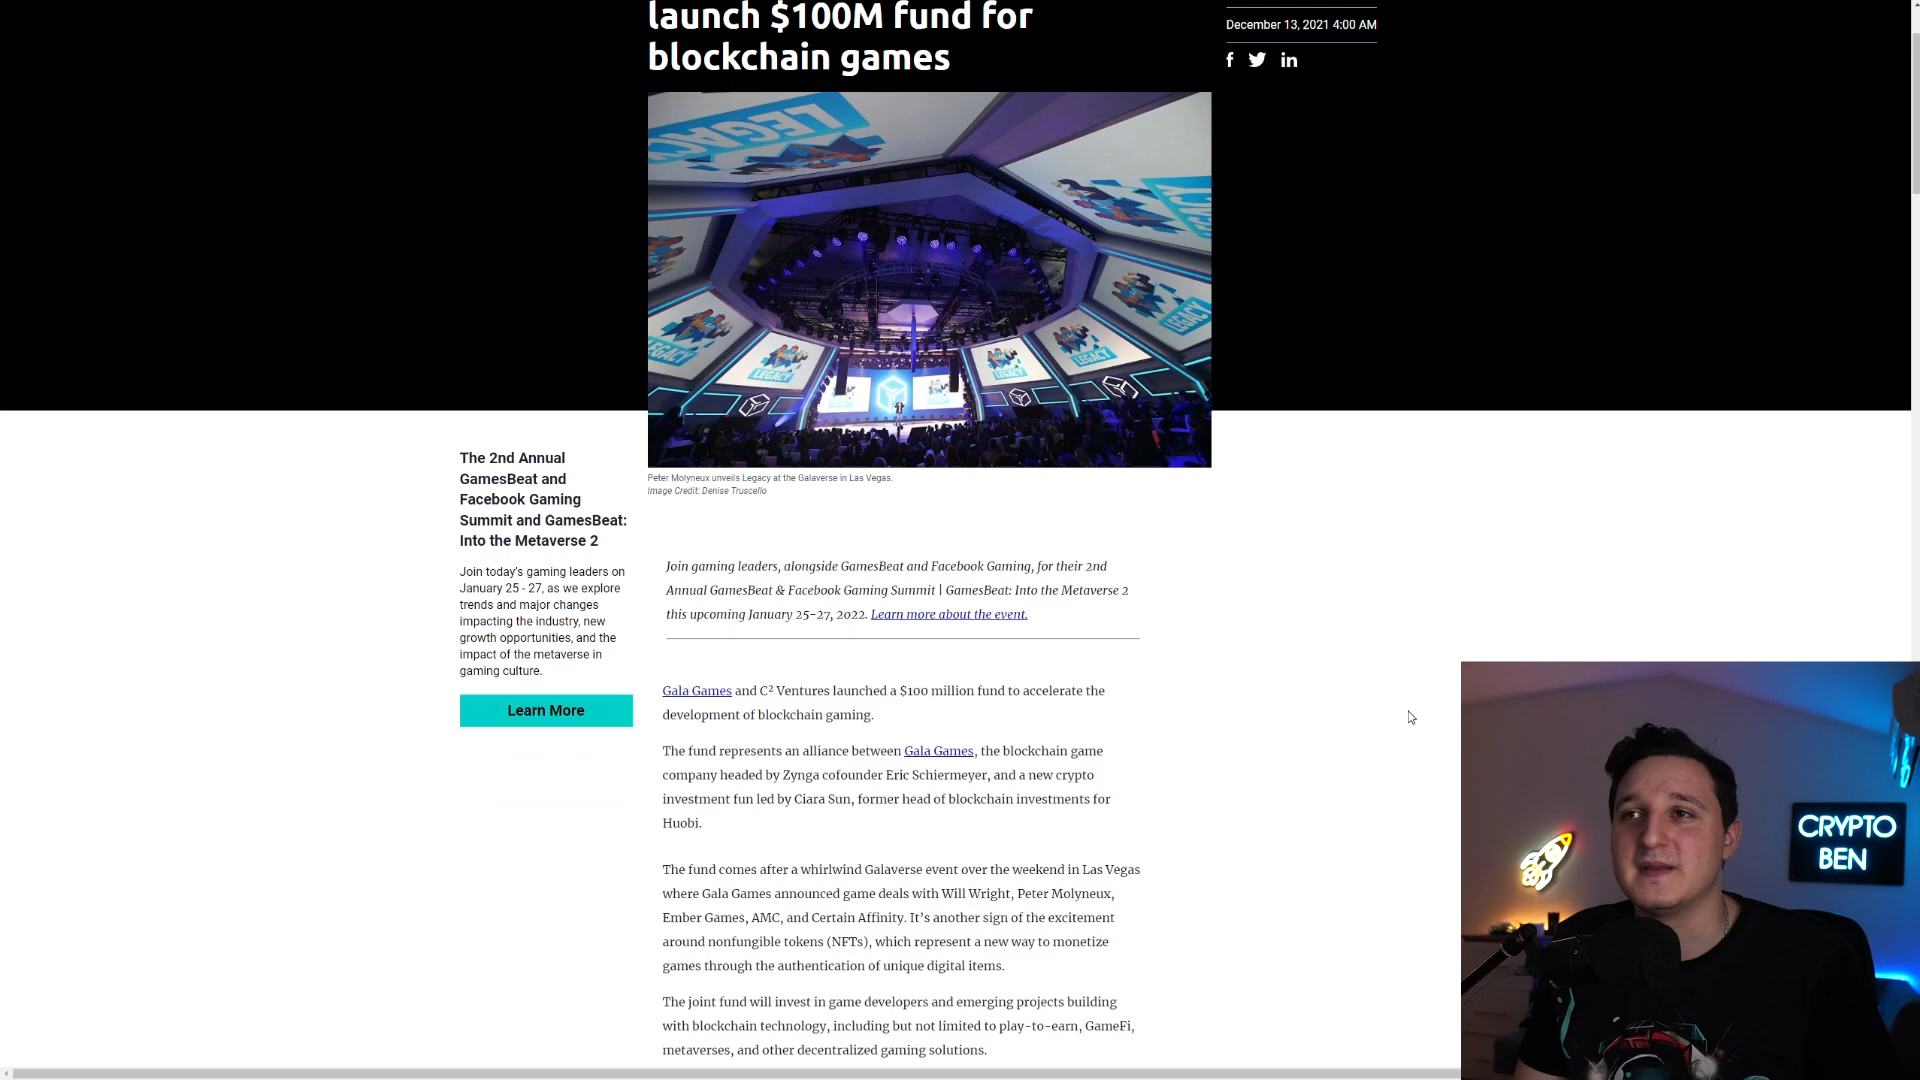 launch $100M fund for
blockchain games
December 13, 2021 4:00 AM
LEGACY
LEGACY
LEGACY
LEGACY
LEGACY
LEGACY
Peter Molyneux unveils Legacy at the Galaverse in Las Vegas.
Image Credit: Denise Truscello
The 2nd Annual
GamesBeat and
Facebook Gaming
Summit and GamesBeat:
Into the Metaverse 2
Join today's gaming leaders on
January 25 - 27, as we explore
trends and major changes
impacting the industry, new
growth opportunities, and the
impact of the metaverse in
gaming culture.
Learn More
Join gaming leaders, alongside GamesBeat and Facebook Gaming, for their 2nd
Annual GamesBeat & Facebook Gaming Summit | GamesBeat: Into the Metaverse 2
this upcoming January 25-27, 2022. Learn more about the event.
Gala Games and C² Ventures launched a $100 million fund to accelerate the
development of blockchain gaming.
The fund represents an alliance between Gala Games, the blockchain game
company headed by Zynga cofounder Eric Schiermeyer, and a new crypto
investment fun led by Ciara Sun, former head of blockchain investments for
Huobi.
The fund comes after a whirlwind Galaverse event over the weekend in Las Vegas
where Gala Games announced game deals with Will Wright, Peter Molyneux,
Ember Games, AMC, and Certain Affinity. It's another sign of the excitement
around nonfungible tokens (NFTs), which represent a new way to monetize
games through the authentication of unique digital items.
The joint fund will invest in game developers and emerging projects building
with blockchain technology, including but not limited to play-to-earn, GameFi,
metaverses, and other decentralized gaming solutions.
CRYPTO
BEN